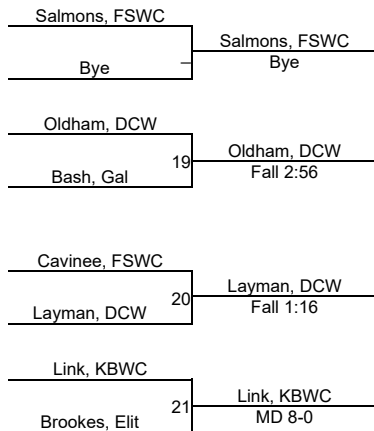 Salmons, FSWC
Salmons, FSWC
Bye
Bye
Oldham, DCW
19
Oldham, DCW
Fall 2:56
Bash, Gal
Cavinee, FSWC
20
Layman, DCW
Fall 1:16
Layman, DCW
Link, KBWC
21
Link, KBWC
MD 8-0
Brookes, Elit